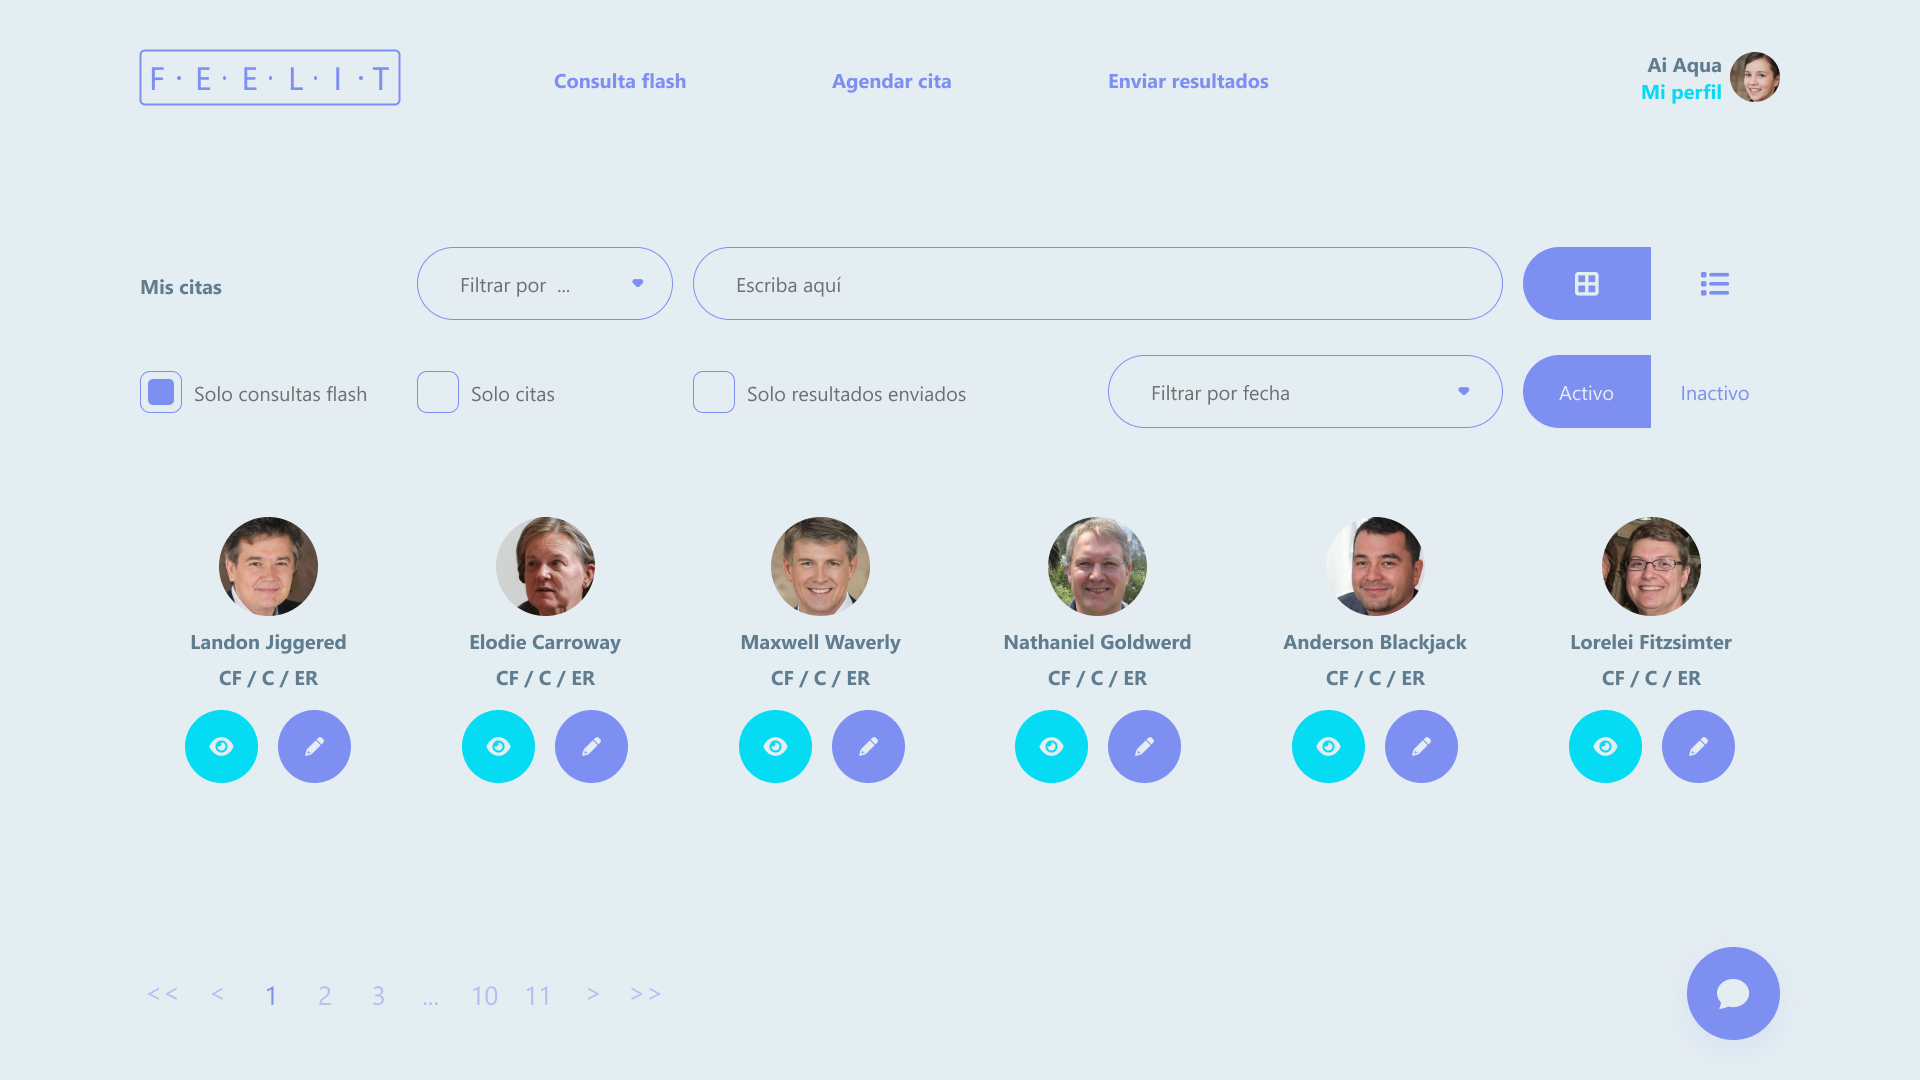 F·E·E·L·I·T
Consulta flash
Agendar cita
Enviar resultados
Ai Aqua
Mi perfil
Mis citas
Filtrar por ...
Escriba aquí
Solo consultas flash
Solo citas
Solo resultados enviados
Filtrar por fecha
Activo
Inactivo
Landon Jiggered
CF / C / ER
Elodie Carroway
CF / C / ER
Maxwell Waverly
CF / C / ER
Nathaniel Goldwerd
CF / C / ER
Anderson Blackjack
CF / C / ER
Lorelei Fitzsimter
CF / C / ER
<< < 1 2 3 ... 10 11 > >>